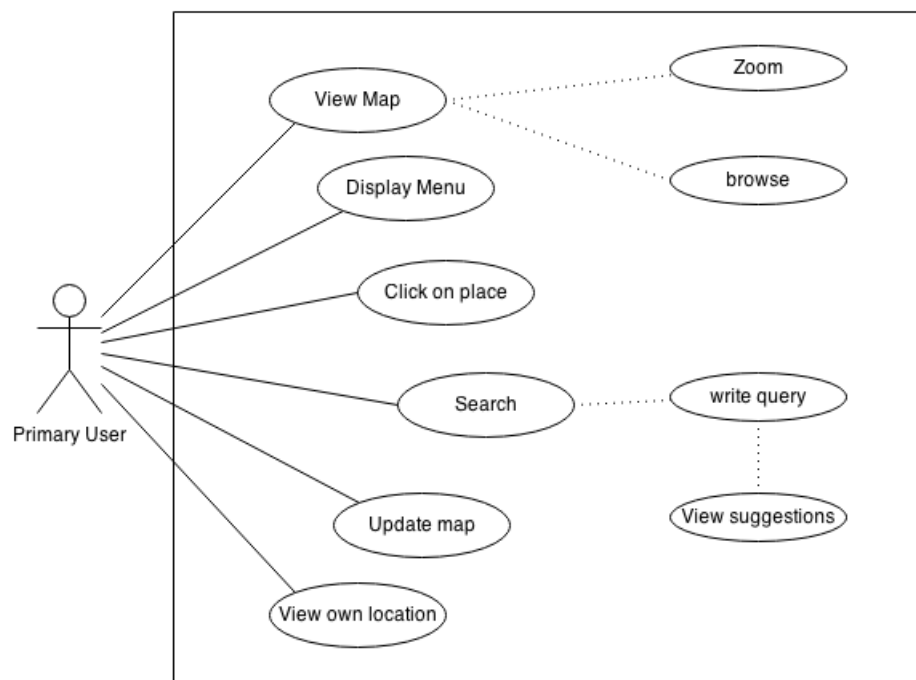 Zoom
View Map
browse
Display Menu
Click on place
write query
Search
Primary User
View suggestions
Update map
View own location